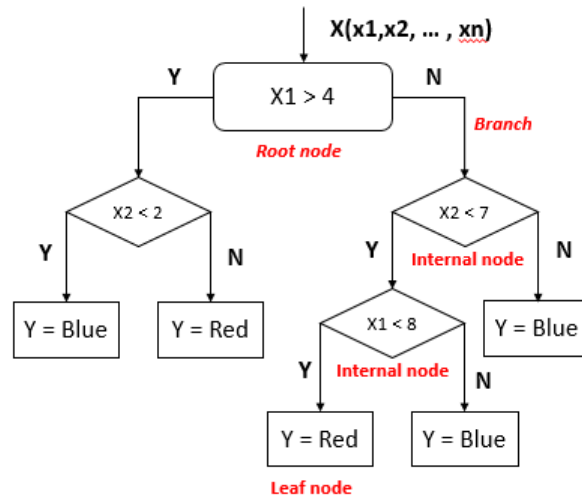 X(x1,x2, ... , xn)
Y
X1 > 4
N
Root node
Branch
X2 < 2
X2 < 7
Y
N
Y
Internal node
N
Y = Blue
Y = Red
X1 < 8
Y = Blue
Y
Internal node
N
Y = Red
Y = Blue
Leaf node